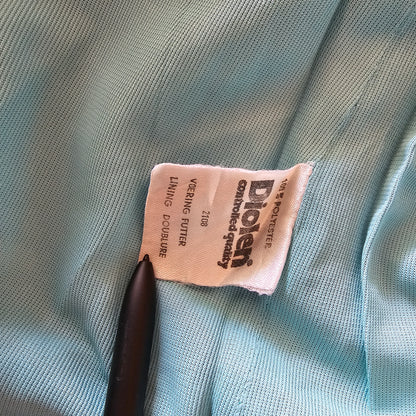 100% POLYESTER
Diolen
controlled quality
2108
VOERING FUTTER
LINING DOUBLURE